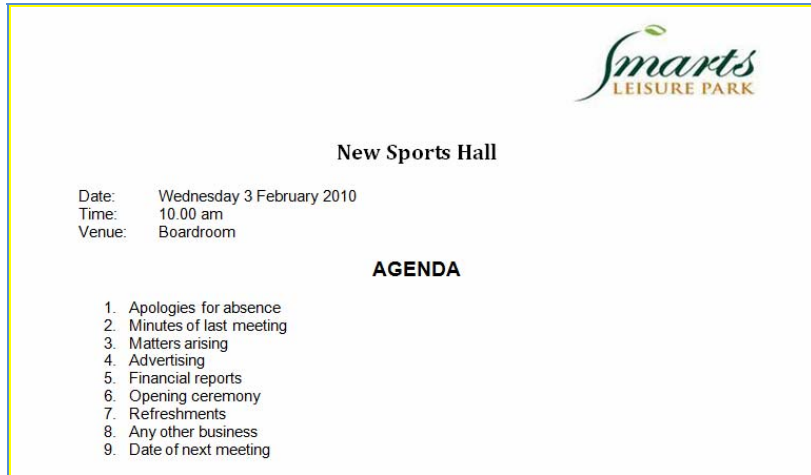 Smarts
LEISURE PARK
New Sports Hall
Date: Wednesday 3 February 2010
Time: 10.00 am
Venue: Boardroom
AGENDA
1. Apologies for absence
2. Minutes of last meeting
3. Matters arising
4. Advertising
5. Financial reports
6. Opening ceremony
7. Refreshments
8. Any other business
9. Date of next meeting